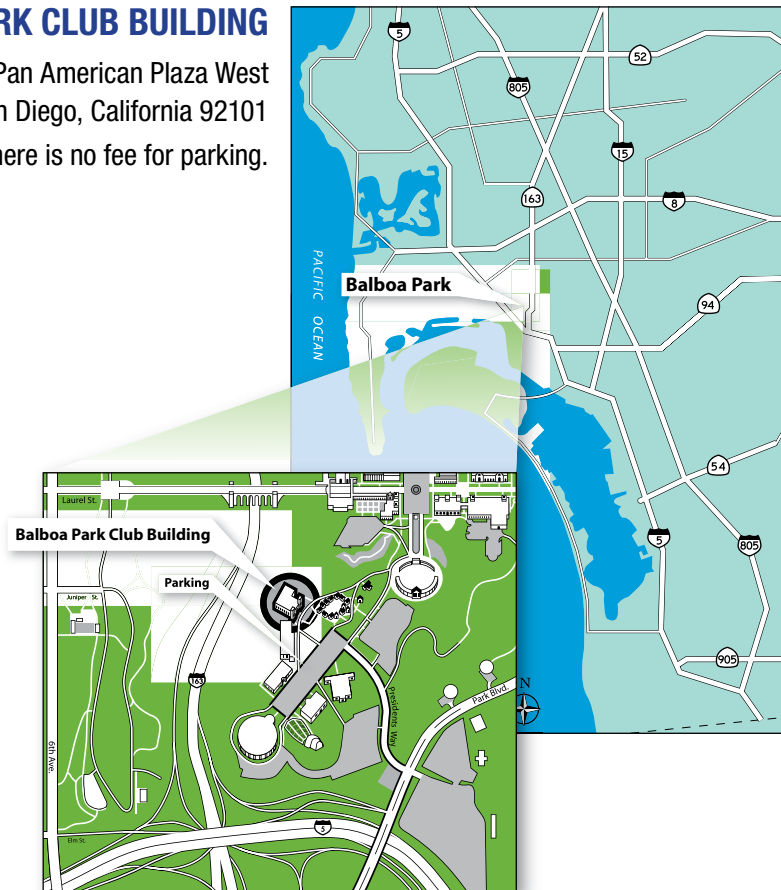 RK CLUB BUILDING
Pan American Plaza West
n Diego, California 92101
here is no fee for parking.
5
52
805
15
163
8
PACIFIC OCEAN
Balboa Park
94
54
5
805
905
N
Laurel St.
Balboa Park Club Building
Parking
Juniper St.
163
Presidents Way
Park Blvd.
6th Ave.
5
Elm St.